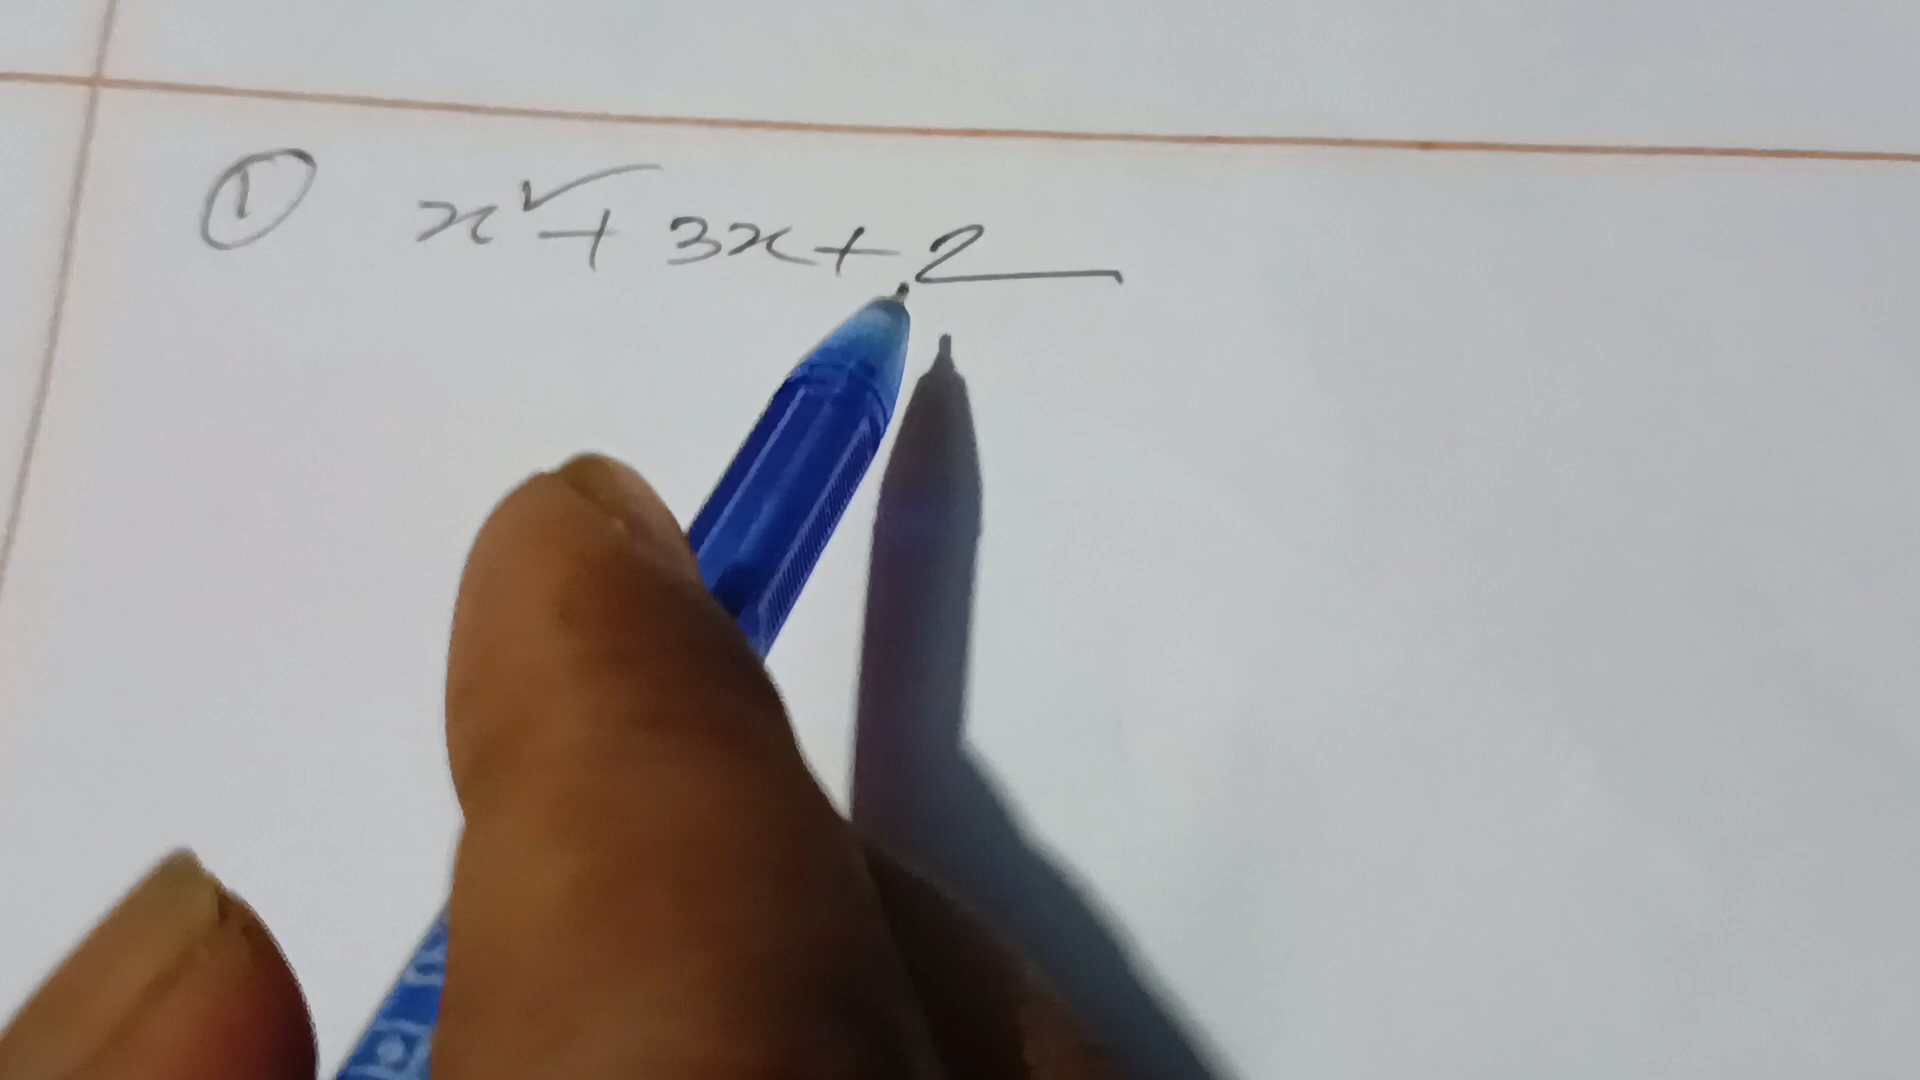 ① x² + 3x + 2